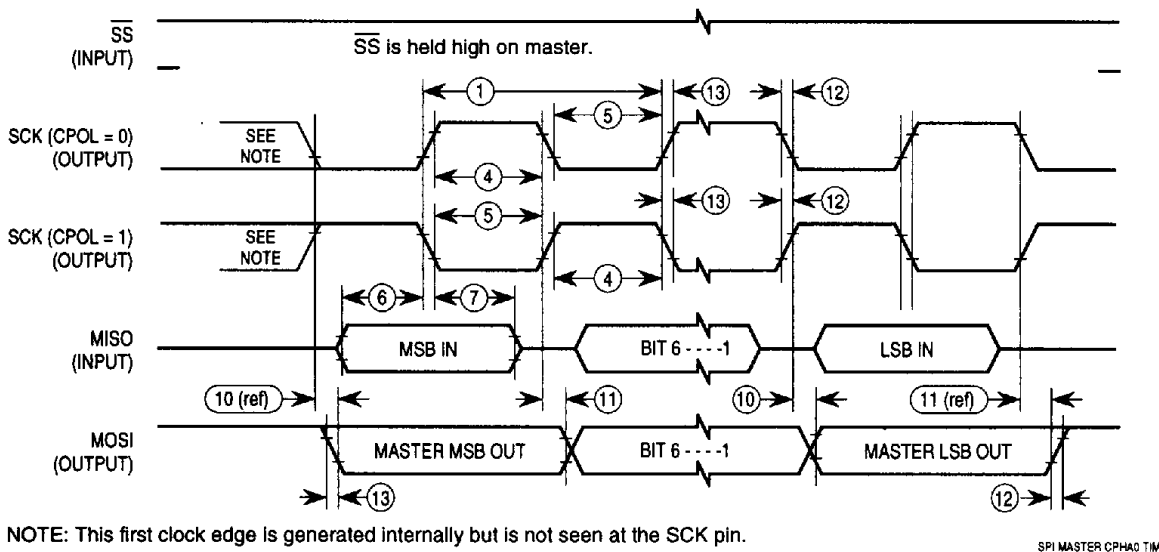 SS
(INPUT)
SS is held high on master.
1
13
12
5
SCK (CPOL = 0)
(OUTPUT)
SEE
NOTE
4
13
12
5
SCK (CPOL = 1)
(OUTPUT)
SEE
NOTE
4
6
7
MISO
(INPUT)
MSB IN
BIT 6 - - - - -1
LSB IN
10 (ref)
11
10
11 (ref)
MOSI
(OUTPUT)
MASTER MSB OUT
BIT 6 - - - - -1
MASTER LSB OUT
13
12
NOTE: This first clock edge is generated internally but is not seen at the SCK pin.
SPI MASTER CPHA0 TIM